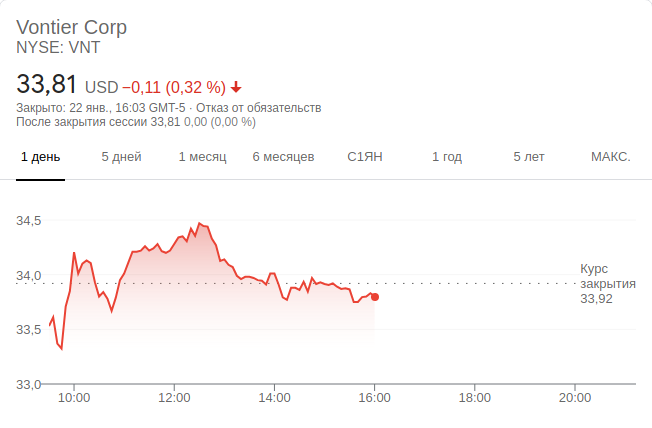 Vontier Corp
NYSE: VNT
33,81 USD −0,11 (0,32 %)
Закрыто: 22 янв., 16:03 GMT-5 · Отказ от обязательств
После закрытия сессии 33,81 0,00 (0,00 %)
1 день 5 дней 1 месяц 6 месяцев С1ЯН 1 год 5 лет МАКС.
34,5
34,0
33,5
33,0
Курс
закрытия
33,92
10:00 12:00 14:00 16:00 18:00 20:00